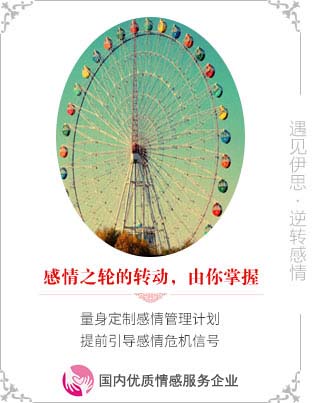 感情之轮的转动，由你掌握
量身定制感情管理计划
提前引导感情危机信号
国内优质情感服务企业
遇见伊思·逆转感情